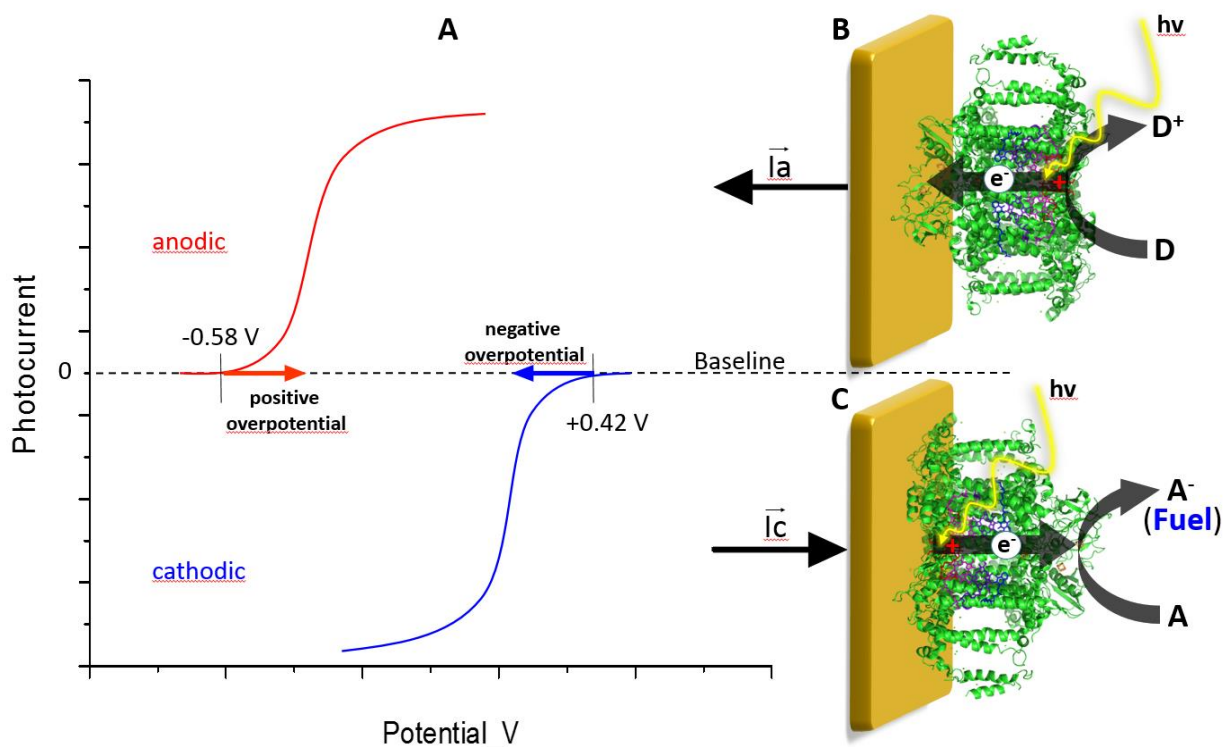 A
anodic
-0.58 V
positive
overpotential
negative
overpotential
+0.42 V
Baseline
0
Photocurrent
cathodic
Potential V
B
hv
D+
e-
+
D
Ia
C
hv
A-
(Fuel)
e-
+
A
Ic